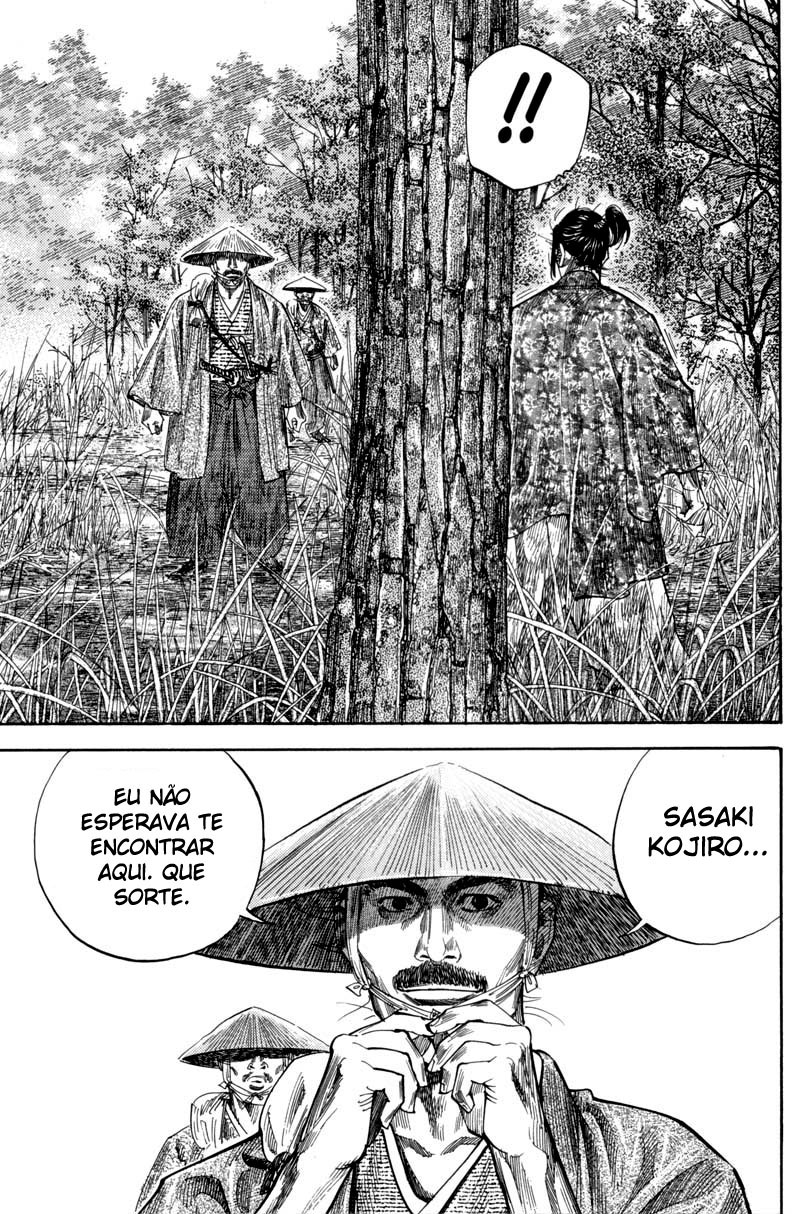 !!
SASAKI
KOJIRO...
EU NÃO
ESPERAVA TE
ENCONTRAR
AQUI. QUE
SORTE.